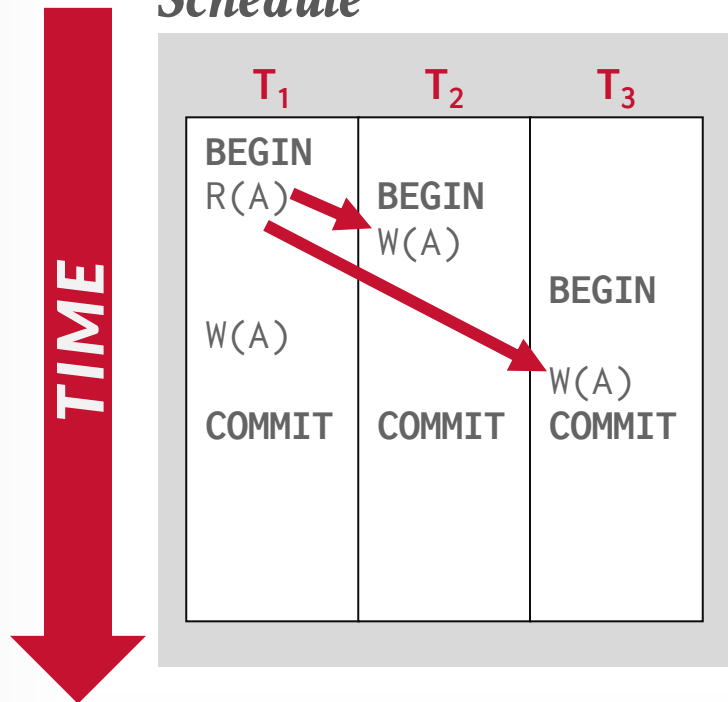 Schedule
TIME
T₁ T₂ T₃
BEGIN
R(A) BEGIN
W(A)
BEGIN
W(A)
W(A)
COMMIT COMMIT COMMIT